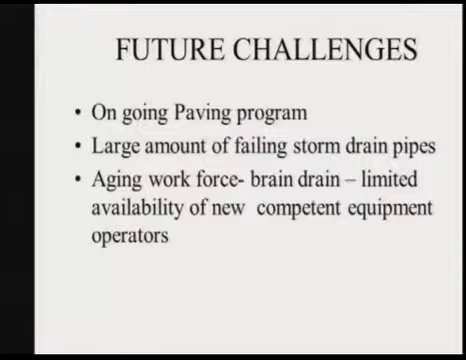 FUTURE CHALLENGES
• On going Paving program
• Large amount of failing storm drain pipes
• Aging work force- brain drain – limited
availability of new competent equipment
operators